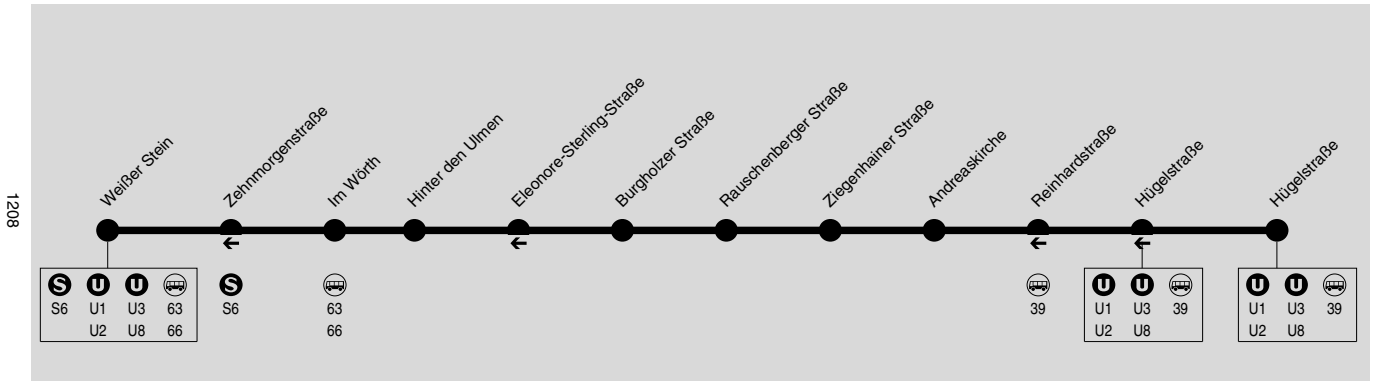 Weißer Stein
Zehnmorgenstraße
Im Wörth
Hinter den Ulmen
Eleonore-Sterling-Straße
Burgholzer Straße
Rauschenberger Straße
Ziegenhainer Straße
Andreaskirche
Reinhardstraße
Hügelstraße
Hügelstraße
1208
S U U S U U U U
S6 U1 U3 63 S6 63 39 U1 U3 39 U1 U3 39
U2 U8 66 66 U2 U8 U2 U8